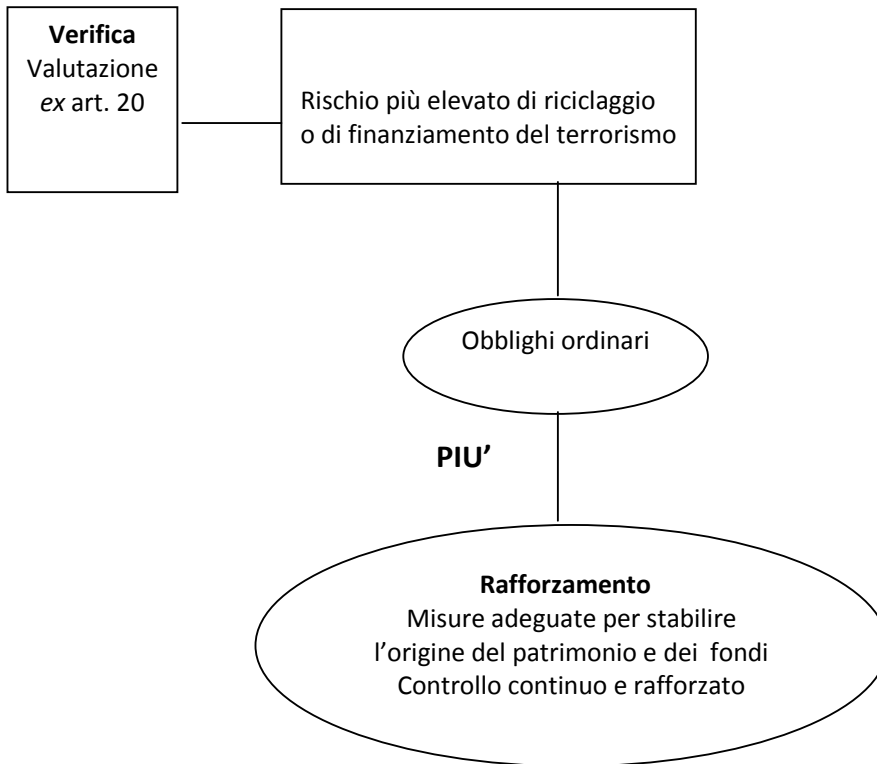 Verifica
Valutazione
ex art. 20
Rischio più elevato di riciclaggio
o di finanziamento del terrorismo
Obblighi ordinari
PIU’
Rafforzamento
Misure adeguate per stabilire
l’origine del patrimonio e dei fondi
Controllo continuo e rafforzato